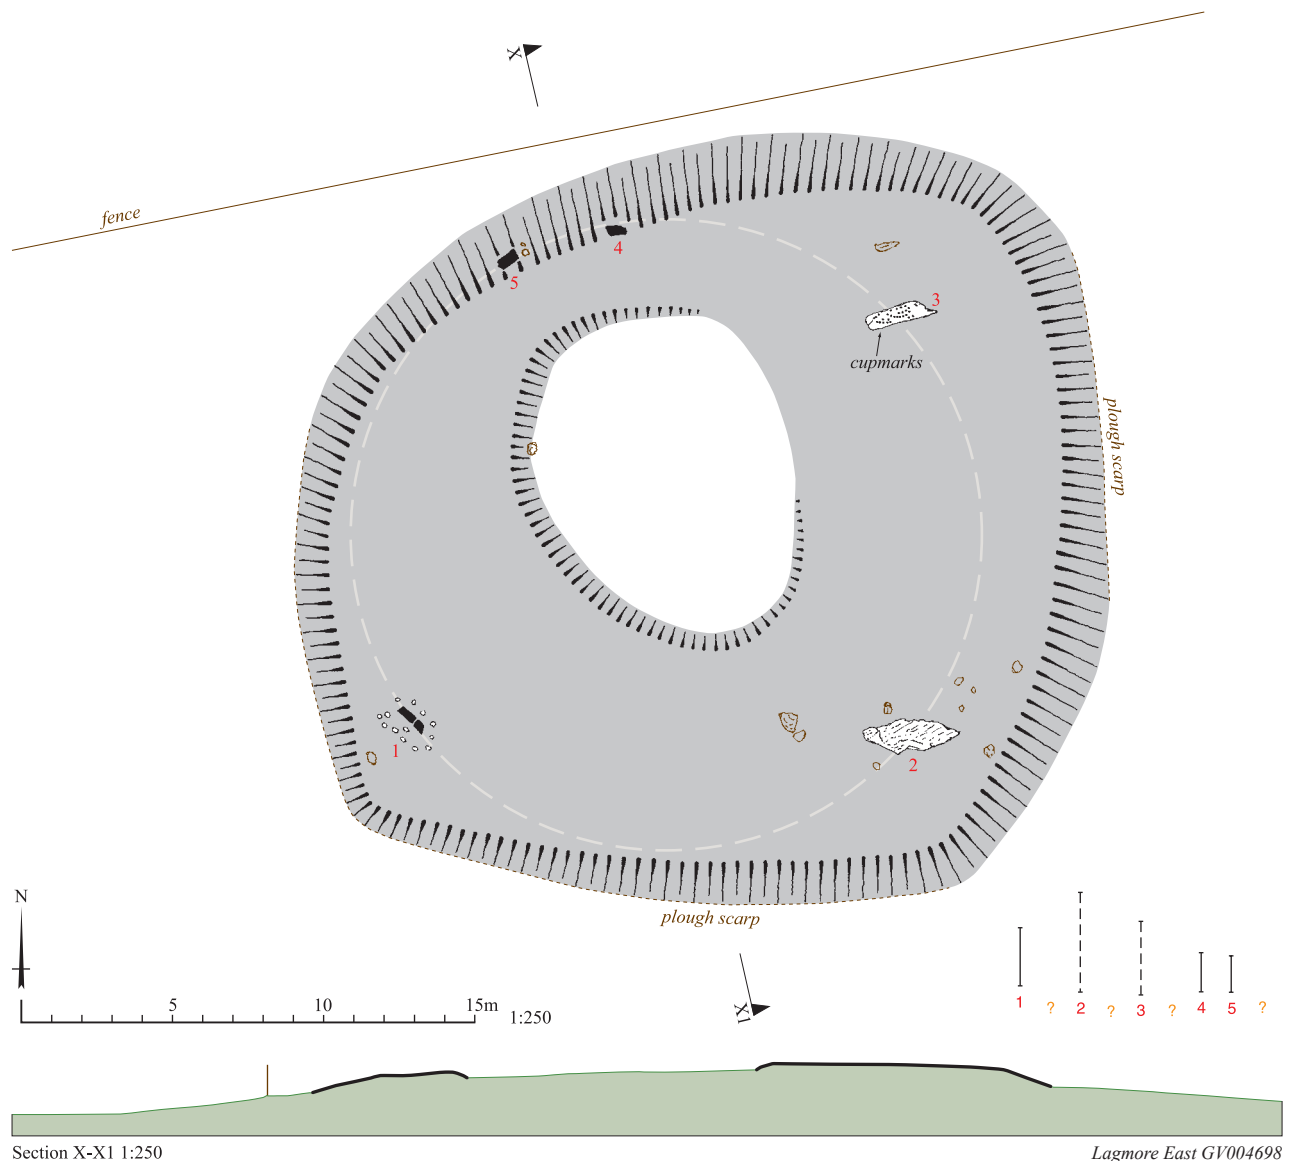 X
fence
4
5
3
cupmarks
plough scarp
1
2
plough scarp
N
X1
5 10 15m 1:250
1 ? 2 ? 3 ? 4 5 ?
Section X-X1 1:250
Lagmore East GV004698